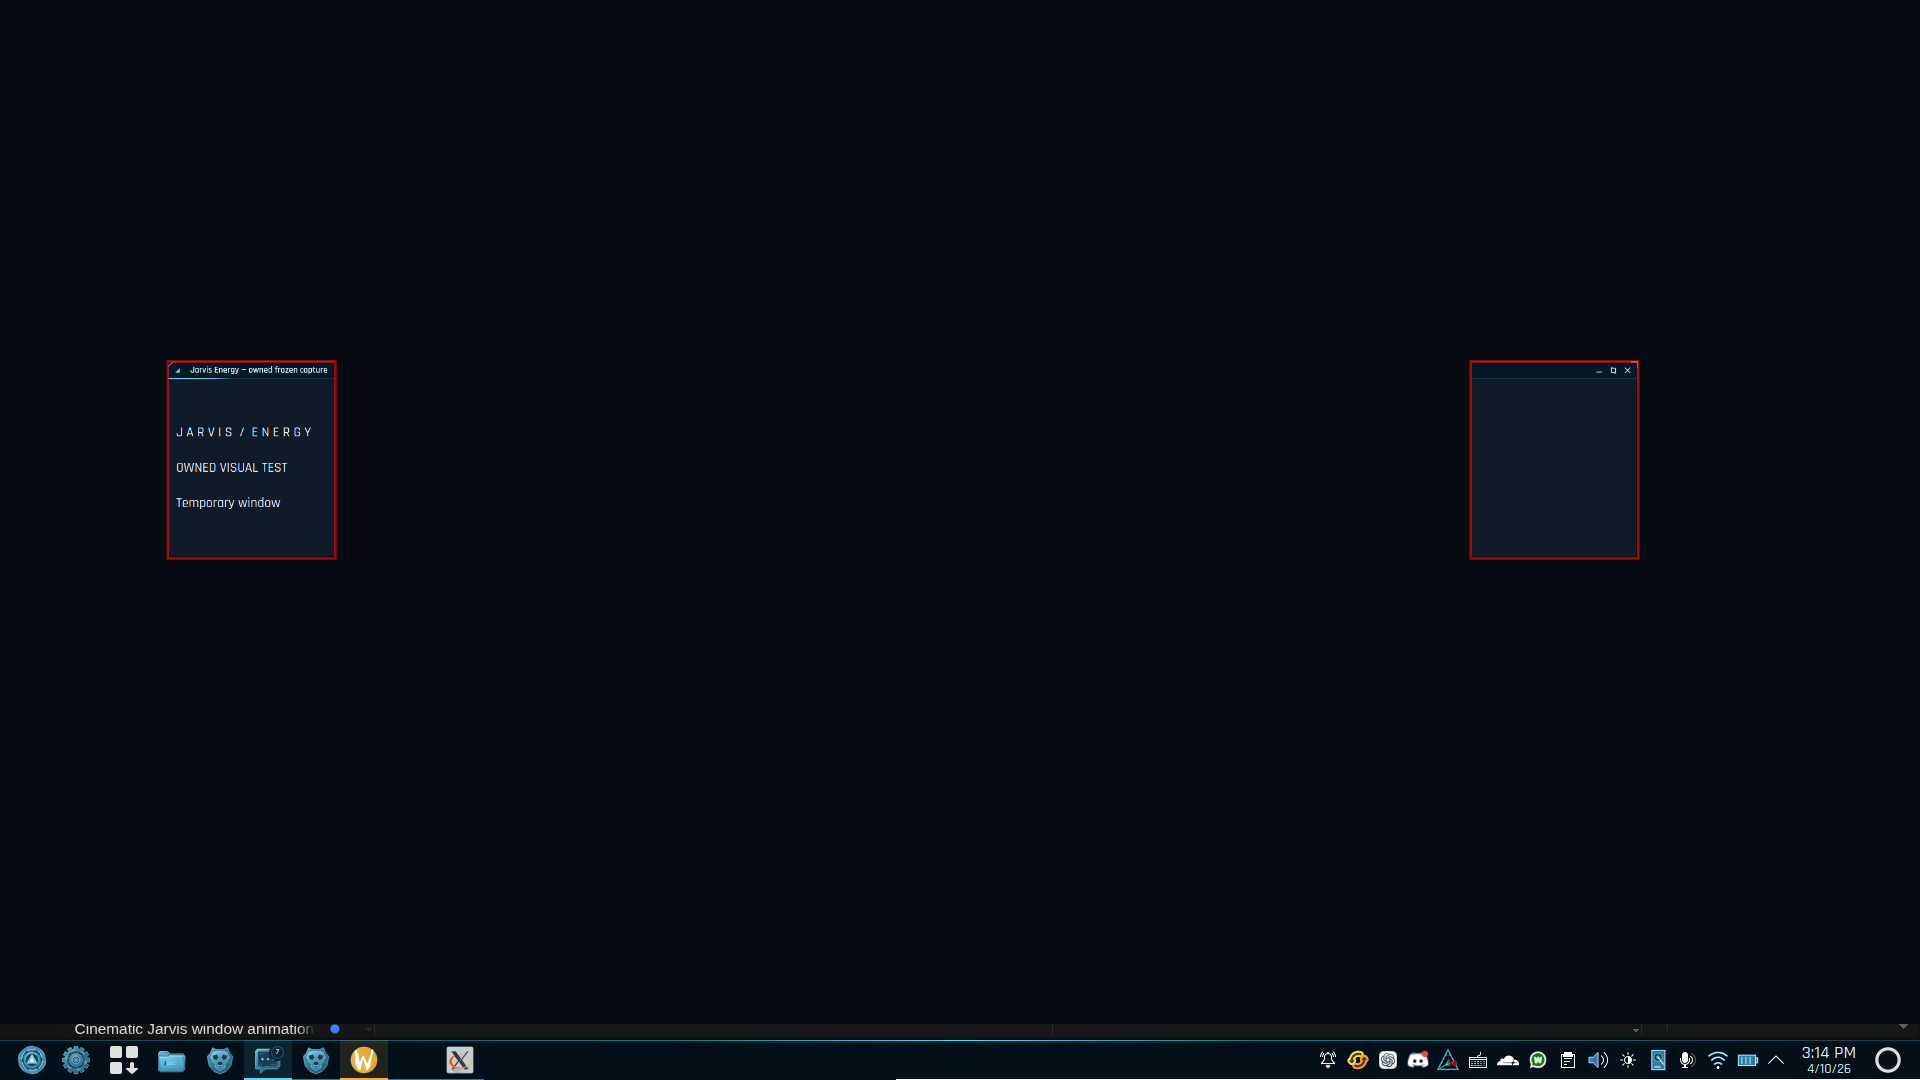 Jarvis Energy – owned frozen capture
JARVIS / ENERGY
OWNED VISUAL TEST
Temporary window
Cinematic Jarvis window animation
7
W
3:14 PM
4/10/26